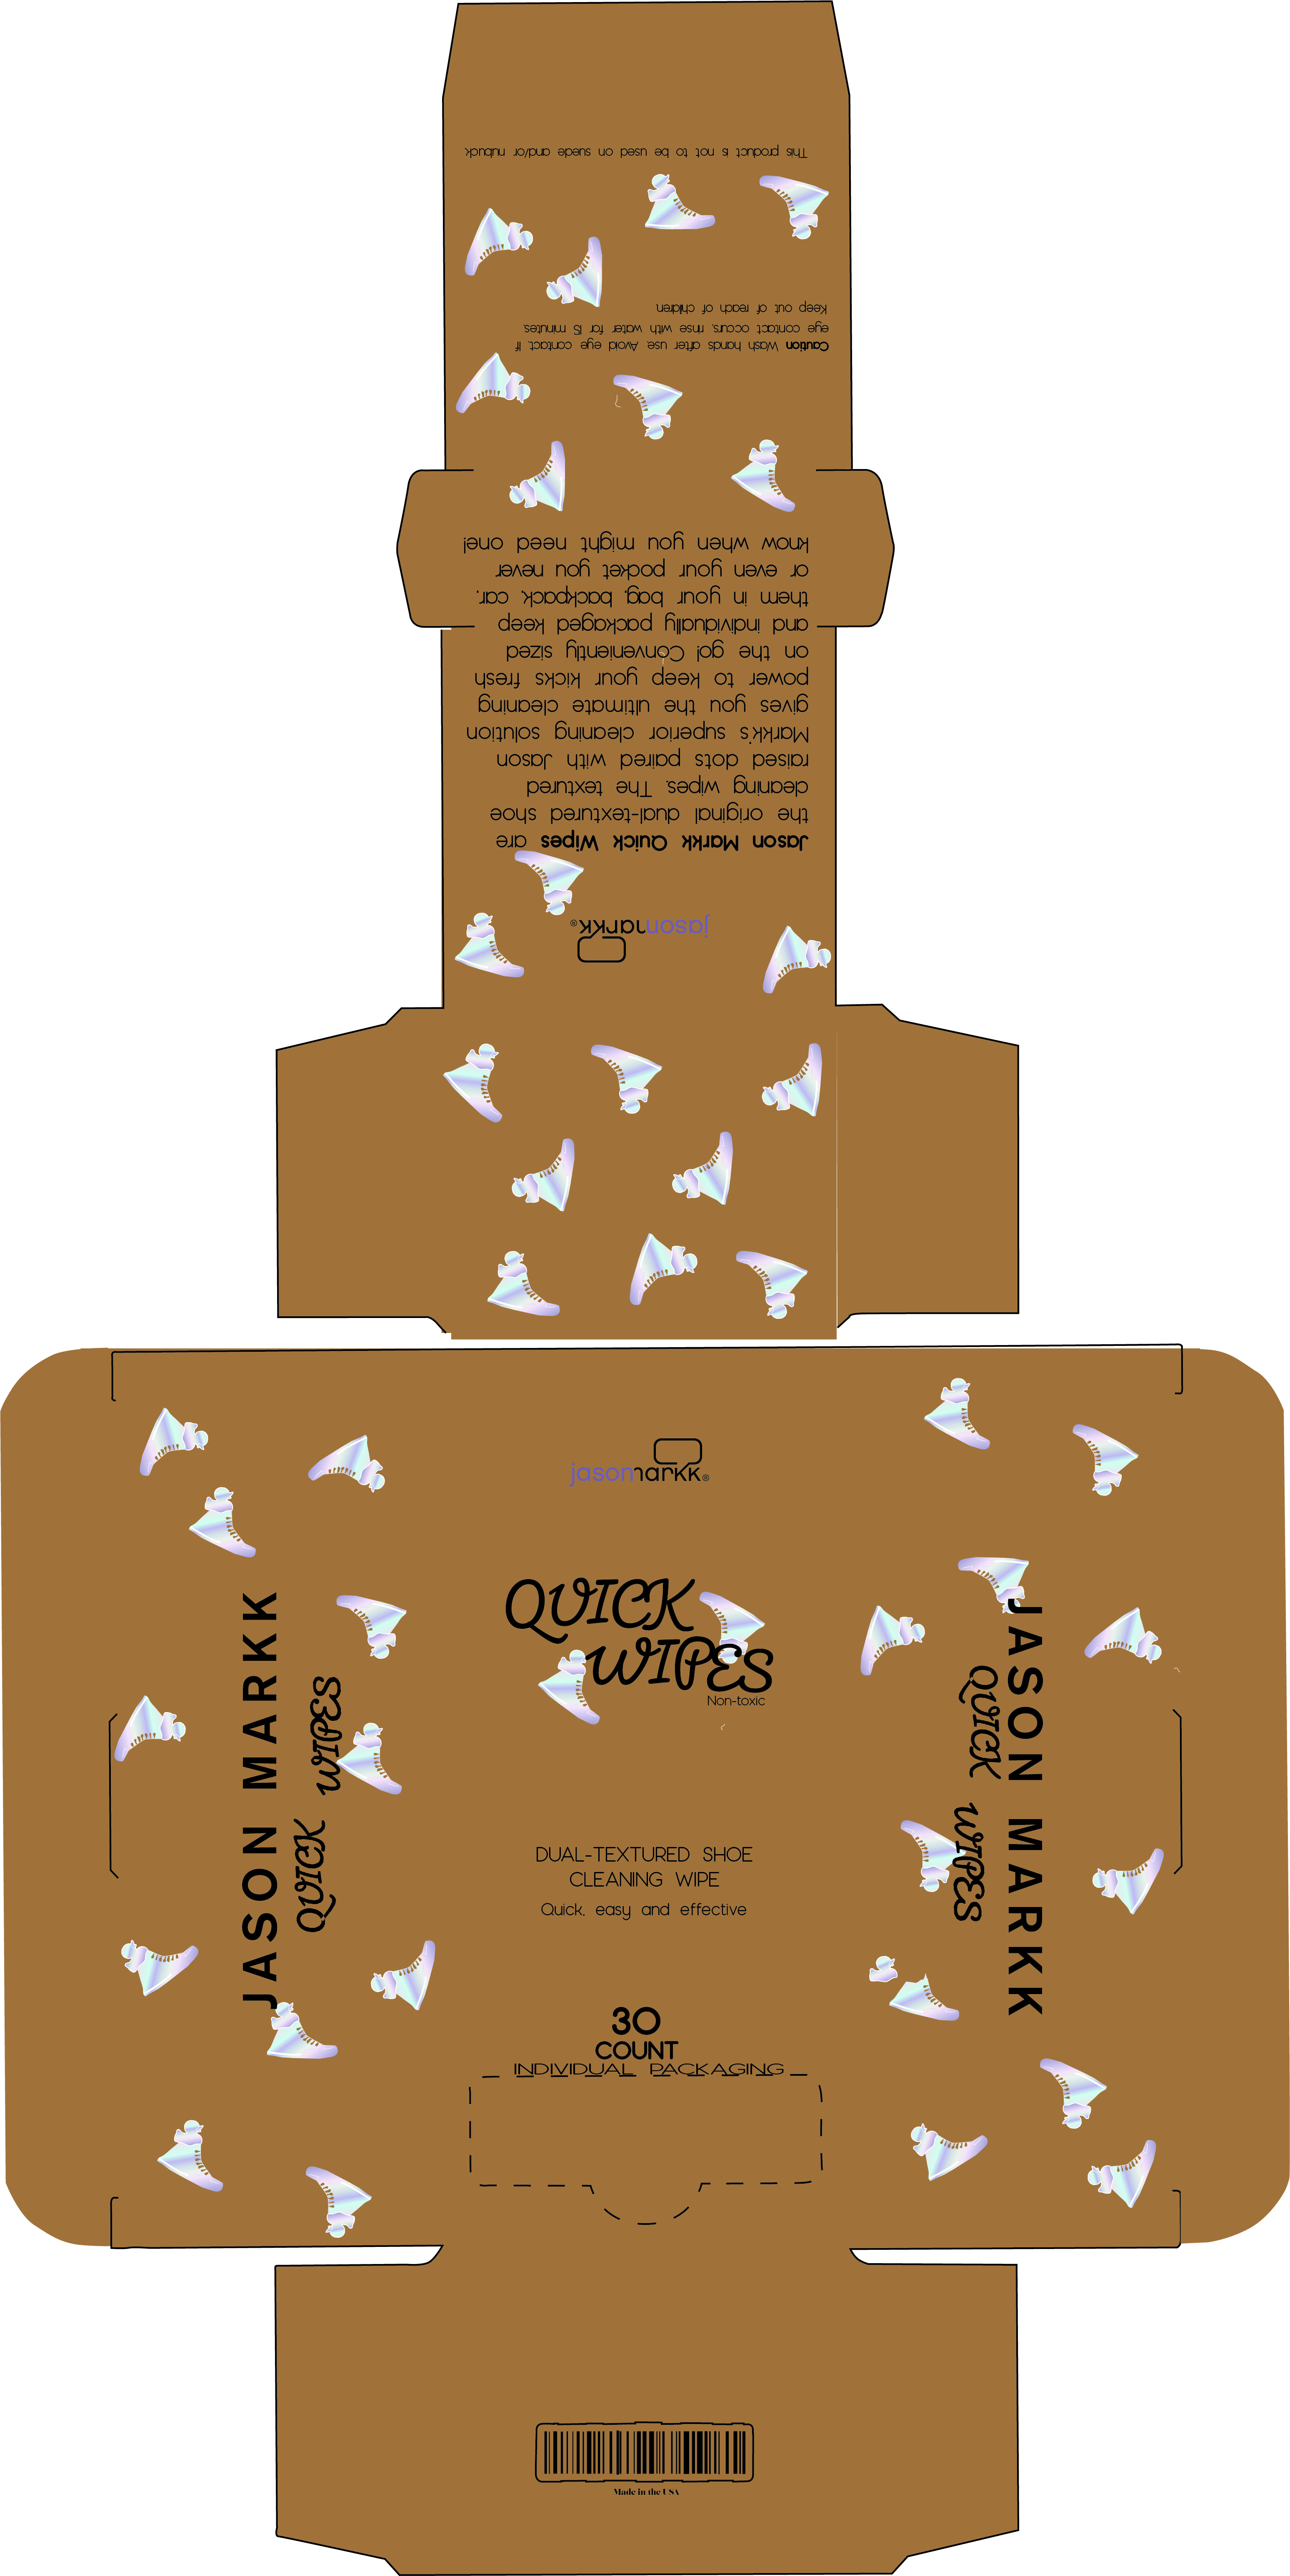 This product is not to be used on suede and/or nubuck.
Caution Wash hands after use. Avoid eye contact. If
eye contact occurs, rinse with water for 15 minutes.
Keep out of reach of children.
jasonmarkk®
Jason Markk Quick Wipes are
the original dual-textured shoe
cleaning wipes. The textured
raised dots paired with Jason
Markk's superior cleaning solution
gives you the ultimate cleaning
power to keep your kicks fresh
on the go! Conveniently sized
and individually packaged keep
them in your bag, backpack, car,
or even your pocket you never
know when you might need one!
jasonmarkk®
QUICK
WIPES
Non-toxic
JASON MARKK
QUICK WIPES
JASON MARKK
QUICK WIPES
DUAL-TEXTURED SHOE
CLEANING WIPE
Quick, easy and effective
30
COUNT
INDIVIDUAL PACKAGING
Made in the USA